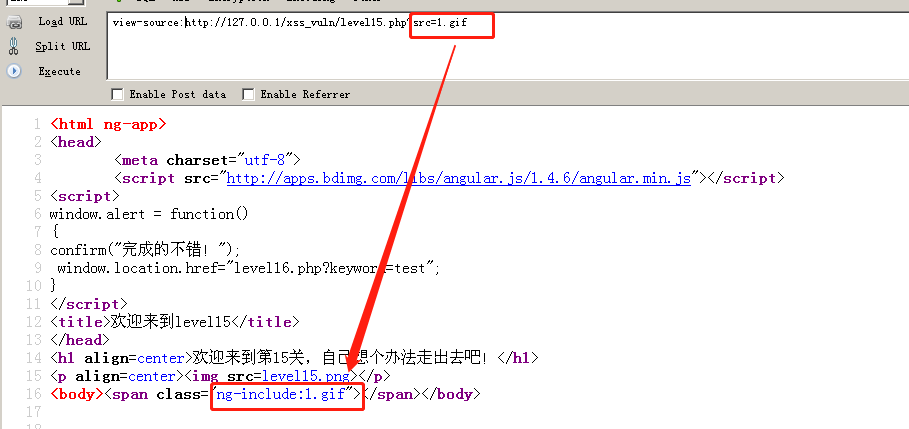 Load URL
view-source:http://127.0.0.1/xss_vuln/level15.php?src=1.gif
Split URL
Execute
Enable Post data Enable Referrer
1 <html ng-app>
2 <head>
3 <meta charset="utf-8">
4 <script src="http://apps.bdimg.com/libs/angular.js/1.4.6/angular.min.js"></script>
5 <script>
6 window.alert = function()
7 {
8 confirm("完成的不错！");
9 window.location.href="level16.php?keyword=test";
10 }
11 </script>
12 <title>欢迎来到level15</title>
13 </head>
14 <h1 align=center>欢迎来到第15关，自己想个办法走出去吧！</h1>
15 <p align=center><img src=level15.png></p>
16 <body><span class="ng-include:1.gif"></span></body>
17
18